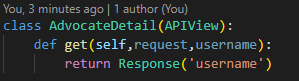 You, 3 minutes ago | 1 author (You)
class AdvocateDetail(APIView):
    def get(self,request,username):
        return Response('username')